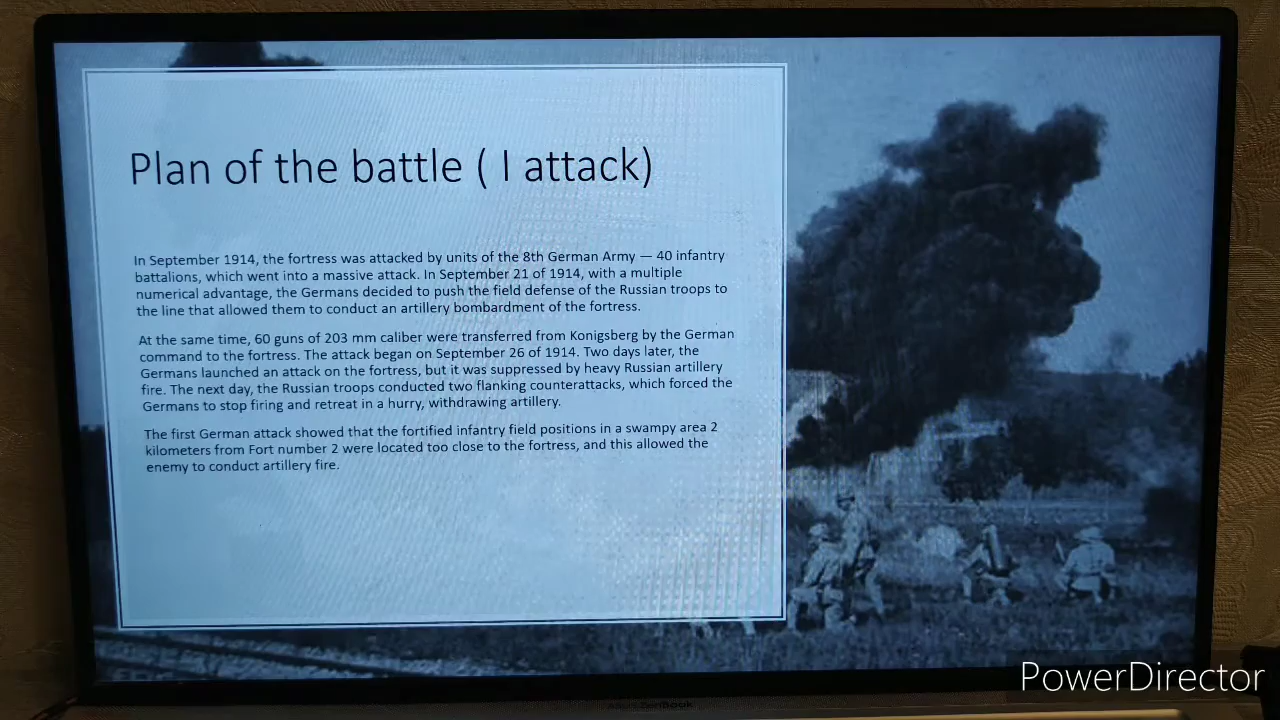 Plan of the battle ( I attack)
In September 1914, the fortress was attacked by units of the 8th German Army — 40 infantry
battalions, which went into a massive attack. In September 21 of 1914, with a multiple
numerical advantage, the Germans decided to push the field defense of the Russian troops to
the line that allowed them to conduct an artillery bombardment of the fortress.
At the same time, 60 guns of 203 mm caliber were transferred from Konigsberg by the German
command to the fortress. The attack began on September 26 of 1914. Two days later, the
Germans launched an attack on the fortress, but it was suppressed by heavy Russian artillery
fire. The next day, the Russian troops conducted two flanking counterattacks, which forced the
Germans to stop firing and retreat in a hurry, withdrawing artillery.
The first German attack showed that the fortified infantry field positions in a swampy area 2
kilometers from Fort number 2 were located too close to the fortress, and this allowed the
enemy to conduct artillery fire.
PowerDirector